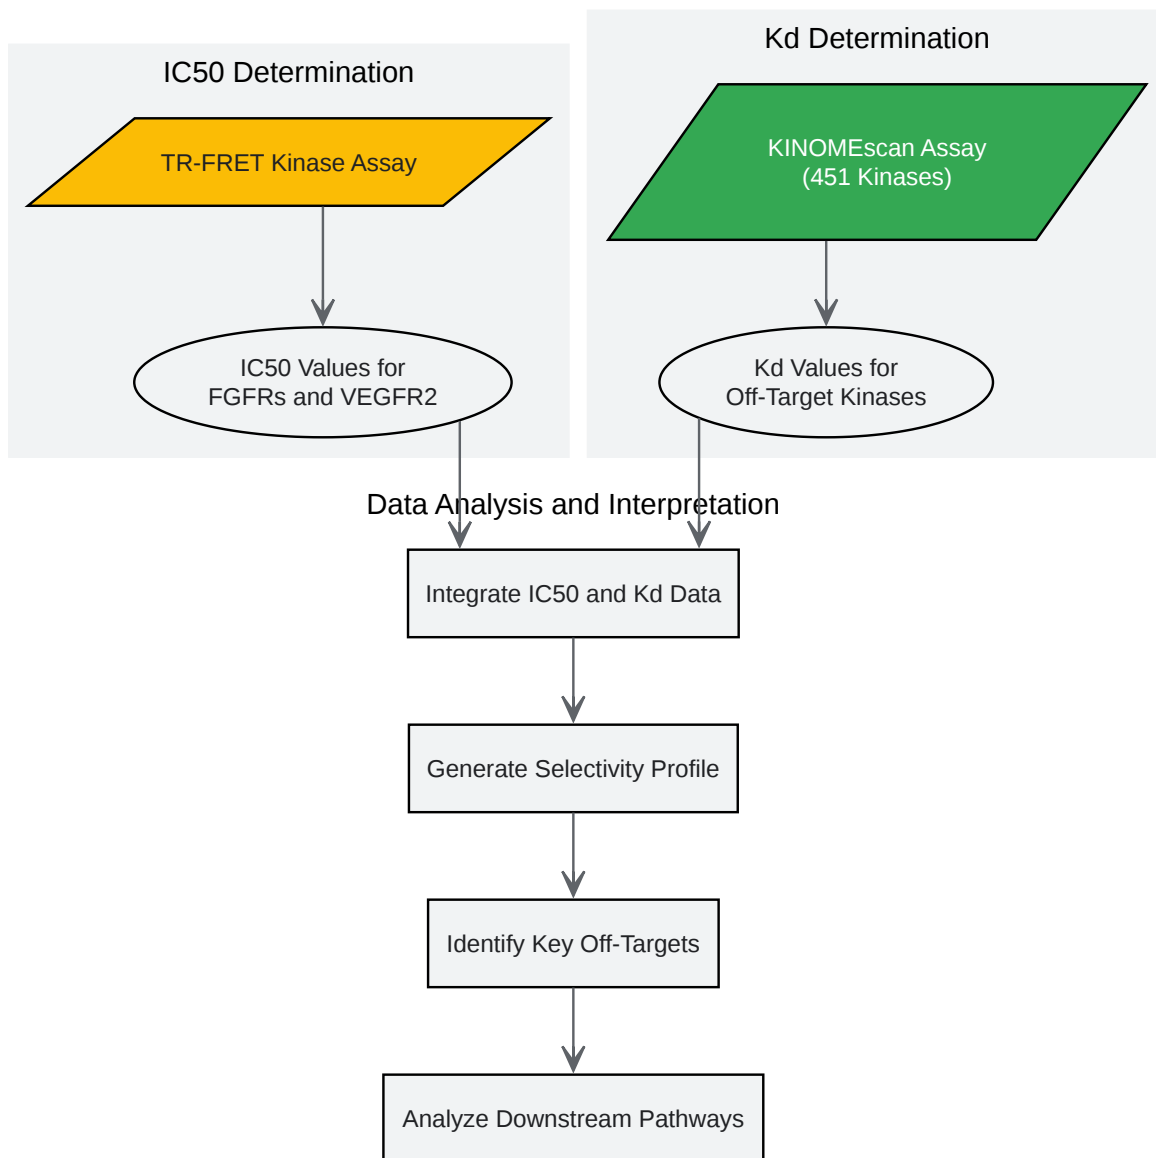 IC50 Determination
TR-FRET Kinase Assay
IC50 Values for
FGFRs and VEGFR2
Kd Determination
KINOMEscan Assay
(451 Kinases)
Kd Values for
Off-Target Kinases
Data Analysis and Interpretation
Integrate IC50 and Kd Data
Generate Selectivity Profile
Identify Key Off-Targets
Analyze Downstream Pathways